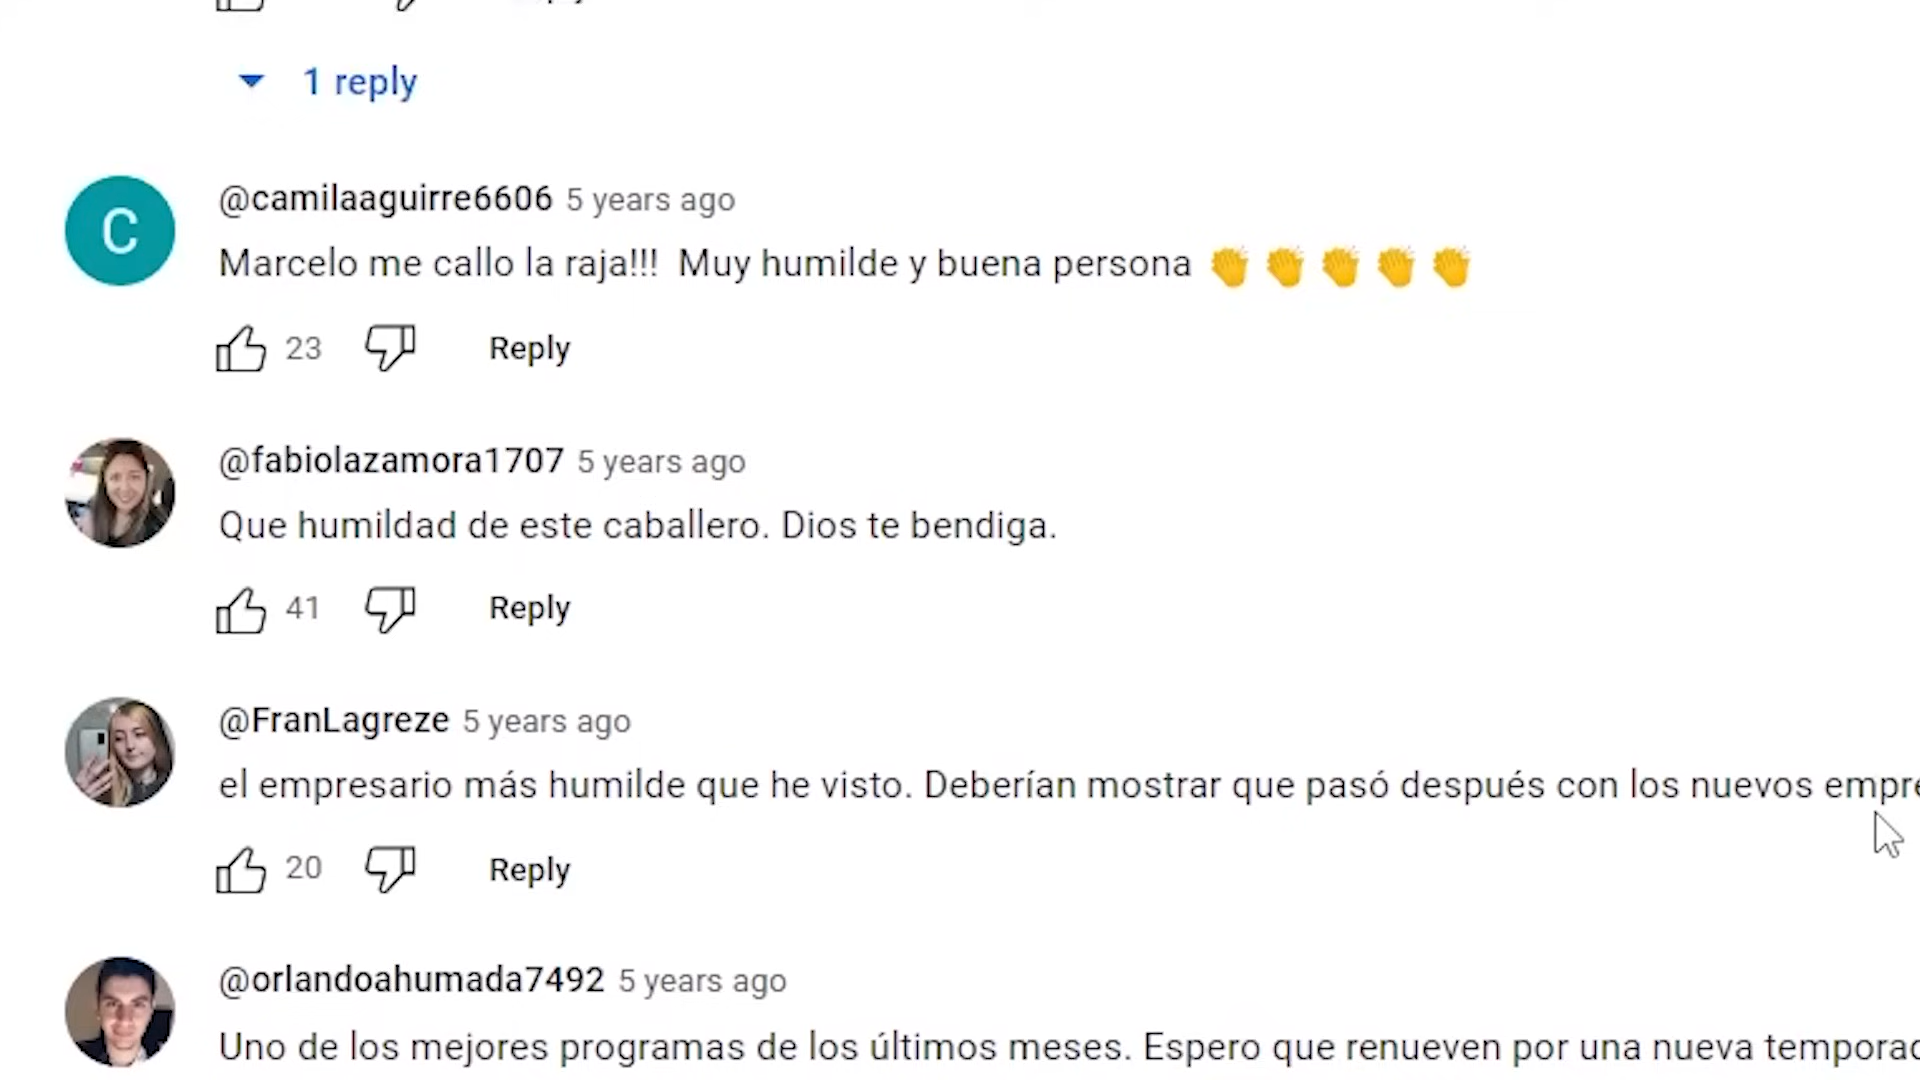 1 reply
@camilaaguirre6606 5 years ago
Marcelo me callo la raja!!! Muy humilde y buena persona 👏👏👏👏👏
23 Reply
@fabiolazamora1707 5 years ago
Que humildad de este caballero. Dios te bendiga.
41 Reply
@FranLagreze 5 years ago
el empresario más humilde que he visto. Deberían mostrar que pasó después con los nuevos empre
20 Reply
@orlandoahumada7492 5 years ago
Uno de los mejores programas de los últimos meses. Espero que renueven por una nueva temporad